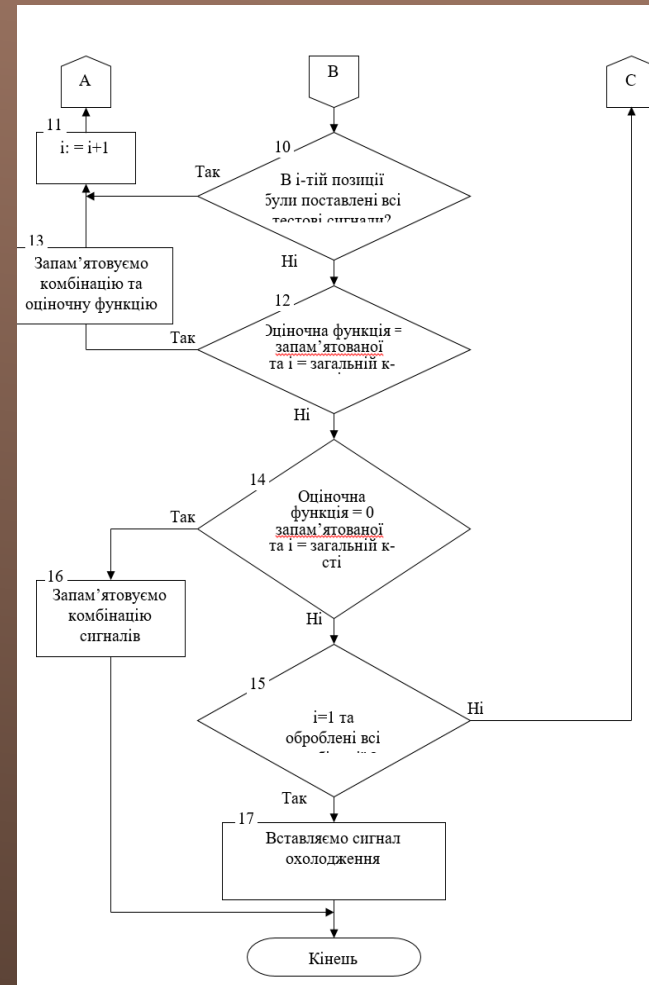 A
B
C
11
i: = i+1
10
Так
В і-тій позиції
були поставлені всі
тестові сигнали?
Ні
13
Запам’ятовуємо
комбінацію та
оціночну функцію
12
Так
Оціночна функція =
запам’ятованої
та і = загальній к-
Ні
14
Так
Оціночна
функція = 0
запам’ятованої
та і = загальній к-
сті
Ні
16
Запам’ятовуємо
комбінацію
сигналів
15
і=1 та
оброблені всі
Ні
Так
17
Вставляємо сигнал
охолодження
Кінець